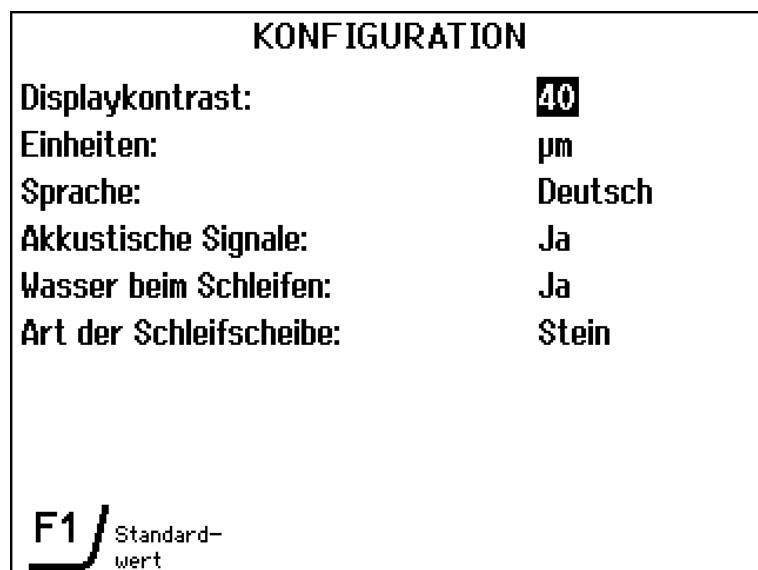 KONFIGURATION
Displaykontrast: 40
Einheiten: µm
Sprache: Deutsch
Akkustische Signale: Ja
Wasser beim Schleifen: Ja
Art der Schleifscheibe: Stein
F1 Standard-
wert